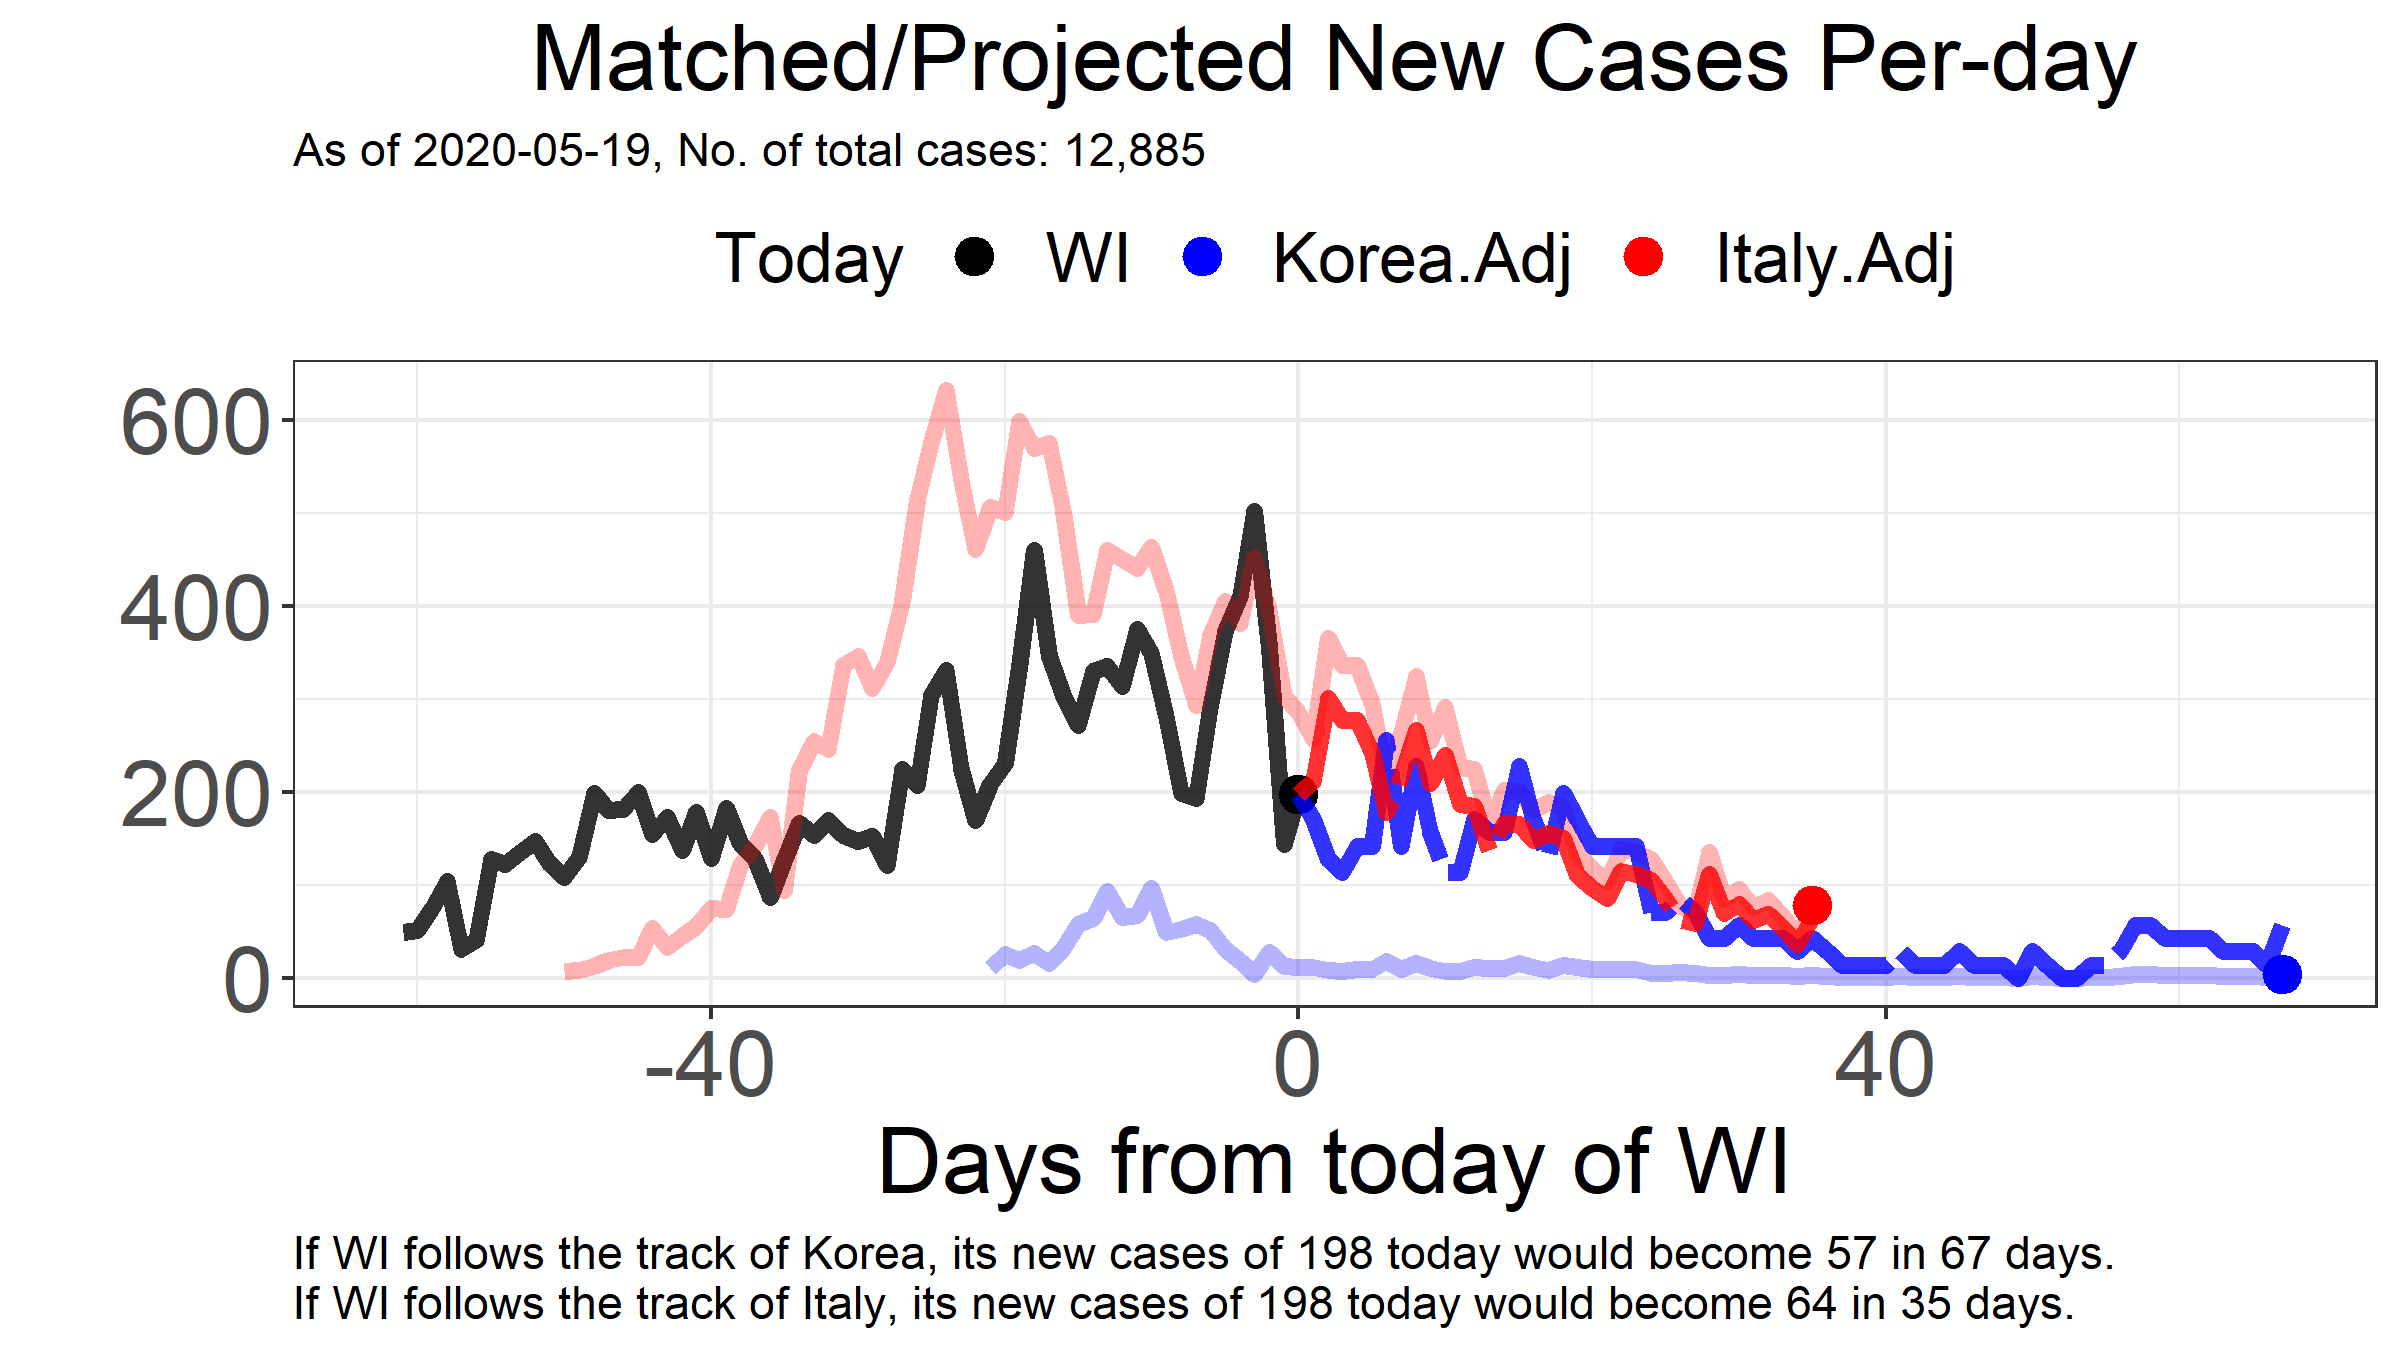 Matched/Projected New Cases Per-day
As of 2020-05-19, No. of total cases: 12,885
Today WI Korea.Adj Italy.Adj
600
400
200
0
-40 0 40
Days from today of WI
If WI follows the track of Korea, its new cases of 198 today would become 57 in 67 days.
If WI follows the track of Italy, its new cases of 198 today would become 64 in 35 days.